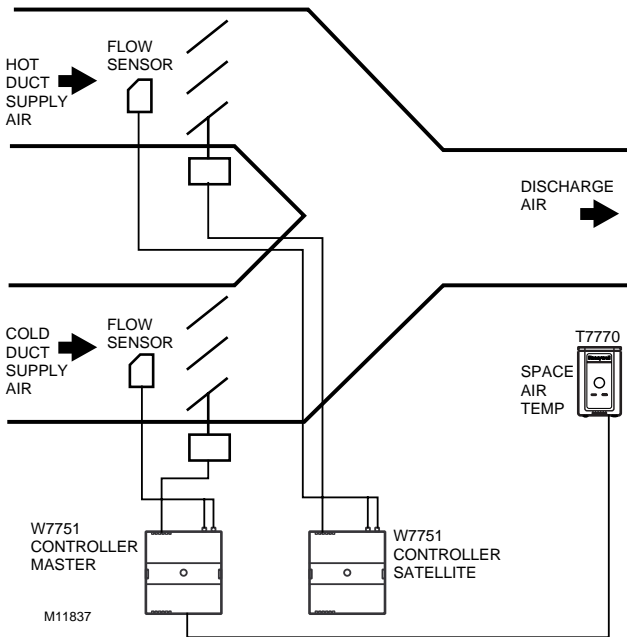 HOT
DUCT
SUPPLY
AIR
FLOW
SENSOR
DISCHARGE
AIR
COLD
DUCT
SUPPLY
AIR
FLOW
SENSOR
T7770
Honeywell
SPACE
AIR
TEMP
W7751
CONTROLLER
MASTER
W7751
CONTROLLER
SATELLITE
M11837